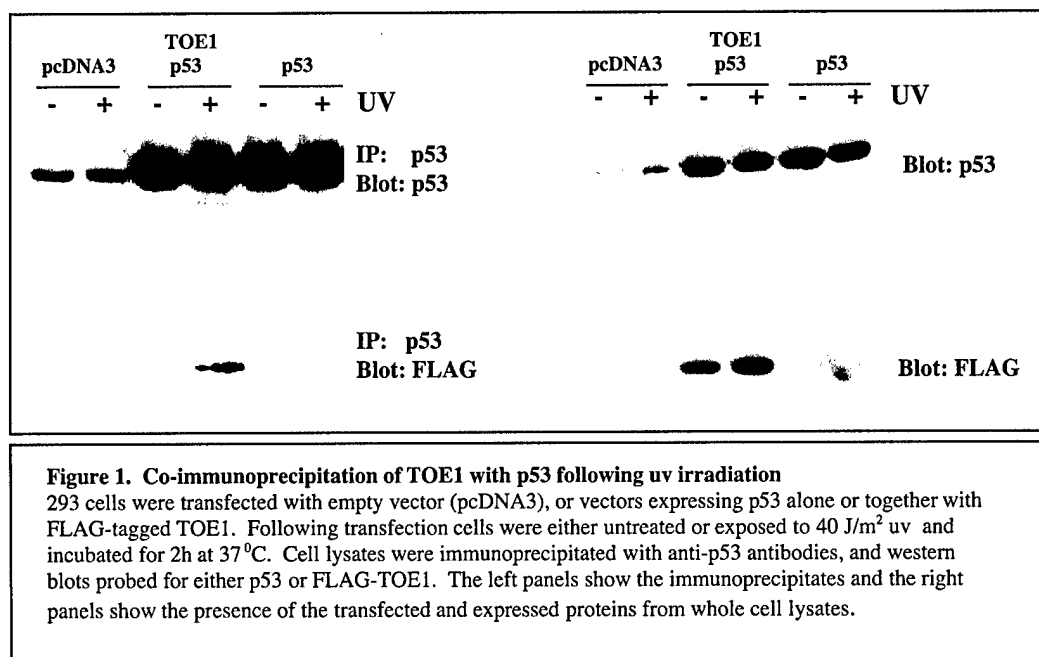 TOE1
pcDNA3 p53 p53
- + - + - + UV
IP: p53
Blot: p53
IP: p53
Blot: FLAG
TOE1
pcDNA3 p53 p53
- + - + - + UV
Blot: p53
Blot: FLAG
Figure 1. Co-immunoprecipitation of TOE1 with p53 following uv irradiation
293 cells were transfected with empty vector (pcDNA3), or vectors expressing p53 alone or together with
FLAG-tagged TOE1. Following transfection cells were either untreated or exposed to 40 J/m² uv and
incubated for 2h at 37 ⁰C. Cell lysates were immunoprecipitated with anti-p53 antibodies, and western
blots probed for either p53 or FLAG-TOE1. The left panels show the immunoprecipitates and the right
panels show the presence of the transfected and expressed proteins from whole cell lysates.